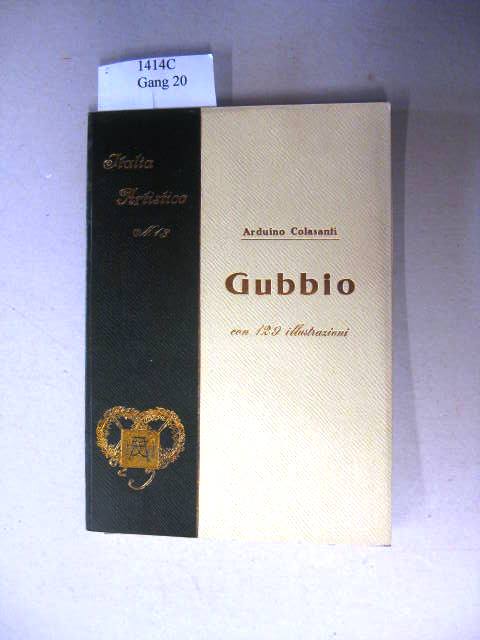 1414C
Gang 20
Italia
Artistica
N 13
Arduino Colasanti
Gubbio
con 129 illustrazioni